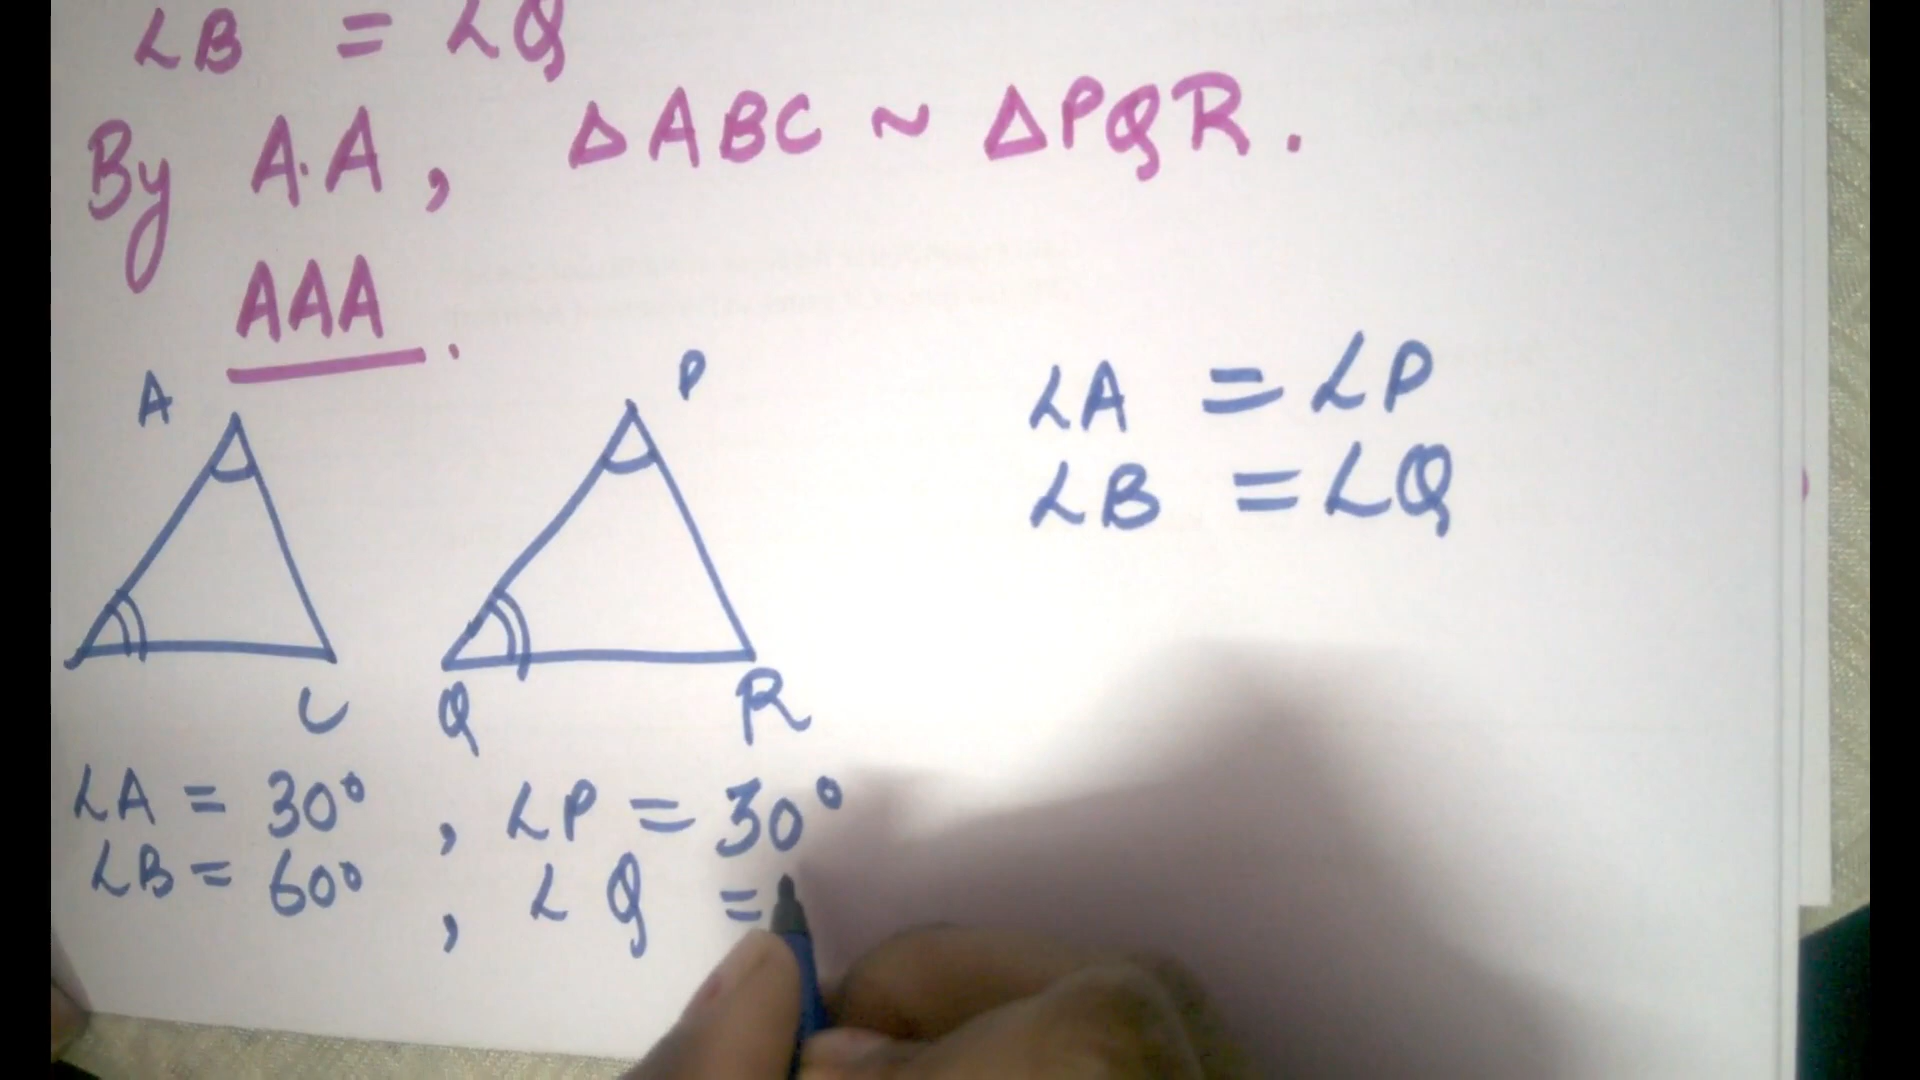 ∠B = ∠Q
By A.A, ΔABC ~ ΔPQR.
AAA.
A
P
C
Q
R
∠A = ∠P
∠B = ∠Q
∠A = 30°, ∠P = 30°
∠B = 60°, ∠Q =